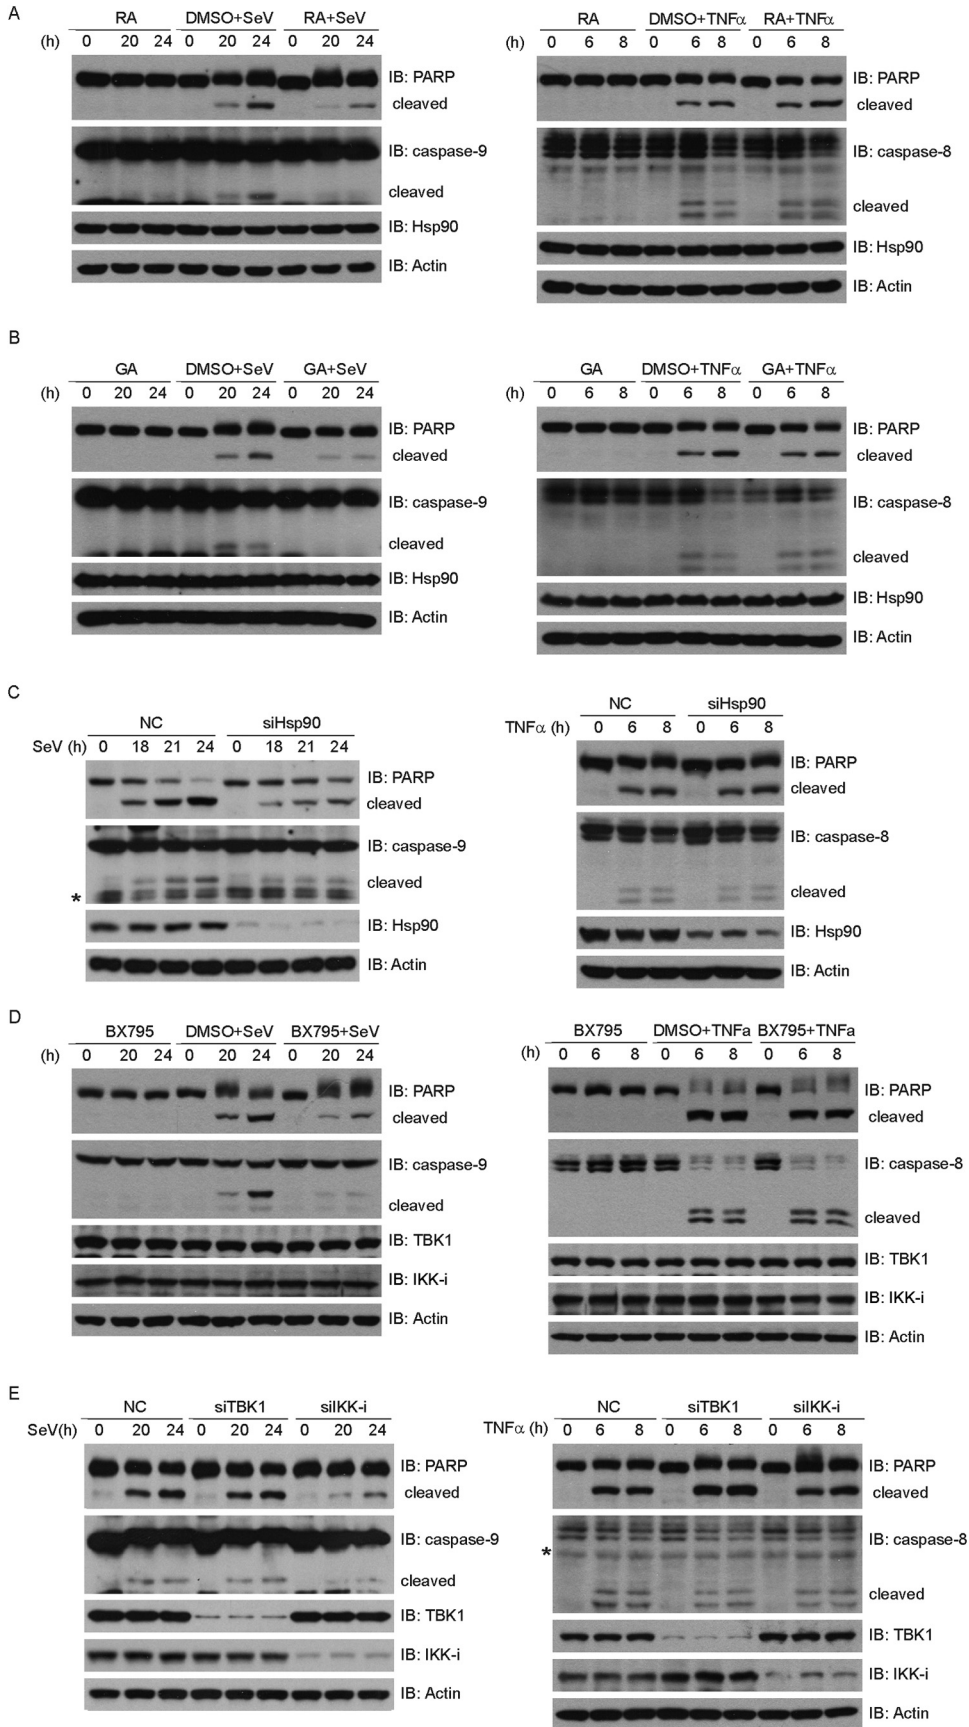 A
RA DMSO+SeV RA+SeV
(h) 0 20 24 0 20 24 0 20 24
IB: PARP
cleaved
IB: caspase-9
cleaved
IB: Hsp90
IB: Actin
RA DMSO+TNFα RA+TNFα
(h) 0 6 8 0 6 8 0 6 8
IB: PARP
cleaved
IB: caspase-8
cleaved
IB: Hsp90
IB: Actin
B
GA DMSO+SeV GA+SeV
(h) 0 20 24 0 20 24 0 20 24
IB: PARP
cleaved
IB: caspase-9
cleaved
IB: Hsp90
IB: Actin
GA DMSO+TNFα GA+TNFα
(h) 0 6 8 0 6 8 0 6 8
IB: PARP
cleaved
IB: caspase-8
cleaved
IB: Hsp90
IB: Actin
C
NC siHsp90
SeV (h) 0 18 21 24 0 18 21 24
IB: PARP
cleaved
IB: caspase-9
cleaved
*
IB: Hsp90
IB: Actin
NC siHsp90
TNFα (h) 0 6 8 0 6 8
IB: PARP
cleaved
IB: caspase-8
cleaved
IB: Hsp90
IB: Actin
D
BX795 DMSO+SeV BX795+SeV
(h) 0 20 24 0 20 24 0 20 24
IB: PARP
cleaved
IB: caspase-9
cleaved
IB: TBK1
IB: IKK-i
IB: Actin
BX795 DMSO+TNFa BX795+TNFa
(h) 0 6 8 0 6 8 0 6 8
IB: PARP
cleaved
IB: caspase-8
cleaved
IB: TBK1
IB: IKK-i
IB: Actin
E
NC siTBK1 siIKK-i
SeV(h) 0 20 24 0 20 24 0 20 24
IB: PARP
cleaved
IB: caspase-9
cleaved
IB: TBK1
IB: IKK-i
IB: Actin
NC siTBK1 siIKK-i
TNFα (h) 0 6 8 0 6 8 0 6 8
IB: PARP
cleaved
IB: caspase-8
*
cleaved
IB: TBK1
IB: IKK-i
IB: Actin